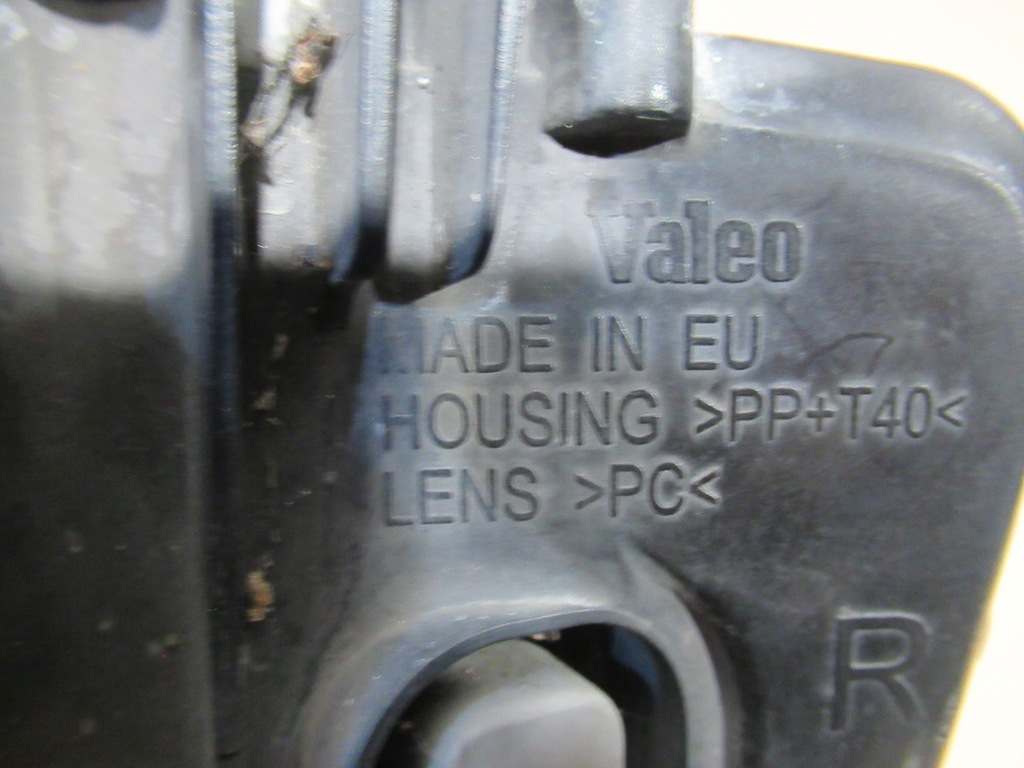 Valeo
MADE IN EU
HOUSING >PP+T40<
LENS >PC<
R